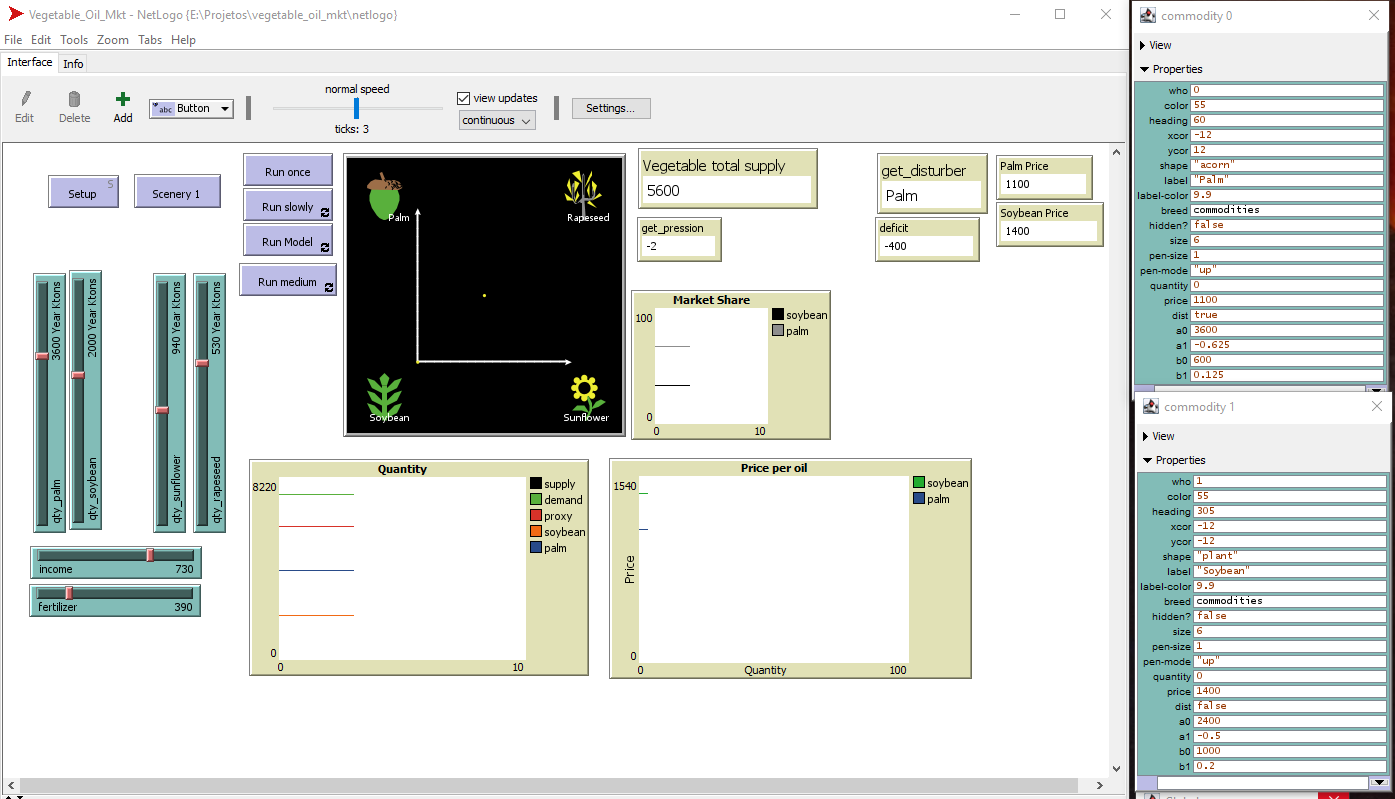 Vegetable_Oil_Mkt - NetLogo {E:\Projetos\vegetable_oil_mkt\netlogo}
File Edit Tools Zoom Tabs Help
Interface Info
Edit Delete Add
abc Button
normal speed
ticks: 3
view updates
continuous
Settings...
Setup S
Scenery 1
Run once
Run slowly
Run Model
Run medium
Palm
Rapeseed
Soybean
Sunflower
Vegetable total supply
5600
get_pression
-2
get_disturber
Palm
deficit
-400
Palm Price
1100
Soybean Price
1400
qty_palm 3600 Year Ktons
qty_soybean 2000 Year Ktons
qty_sunflower 940 Year Ktons
qty_rapeseed 530 Year Ktons
income 730
fertilizer 390
Market Share
100
0
0 10
soybean
palm
Quantity
8220
0
0 10
supply
demand
proxy
soybean
palm
Price per oil
1540
Price
0
0 Quantity 100
soybean
palm
commodity 0
View
Properties
who 0
color 55
heading 60
xcor -12
ycor 12
shape "acorn"
label "Palm"
label-color 9.9
breed commodities
hidden? false
size 6
pen-size 1
pen-mode "up"
quantity 0
price 1100
dist true
a0 3600
a1 -0.625
b0 600
b1 0.125
commodity 1
View
Properties
who 1
color 55
heading 305
xcor -12
ycor -12
shape "plant"
label "Soybean"
label-color 9.9
breed commodities
hidden? false
size 6
pen-size 1
pen-mode "up"
quantity 0
price 1400
dist false
a0 2400
a1 -0.5
b0 1000
b1 0.2